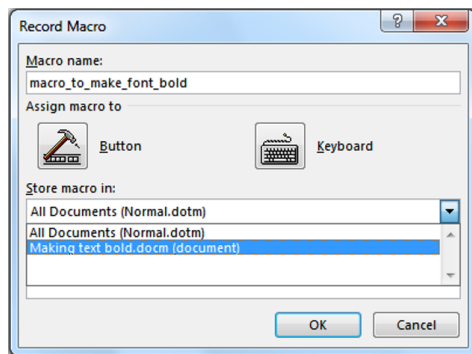 Record Macro
Macro name:
macro_to_make_font_bold
Assign macro to
Button
Keyboard
Store macro in:
All Documents (Normal.dotm)
All Documents (Normal.dotm)
Making text bold.docm (document)
OK
Cancel